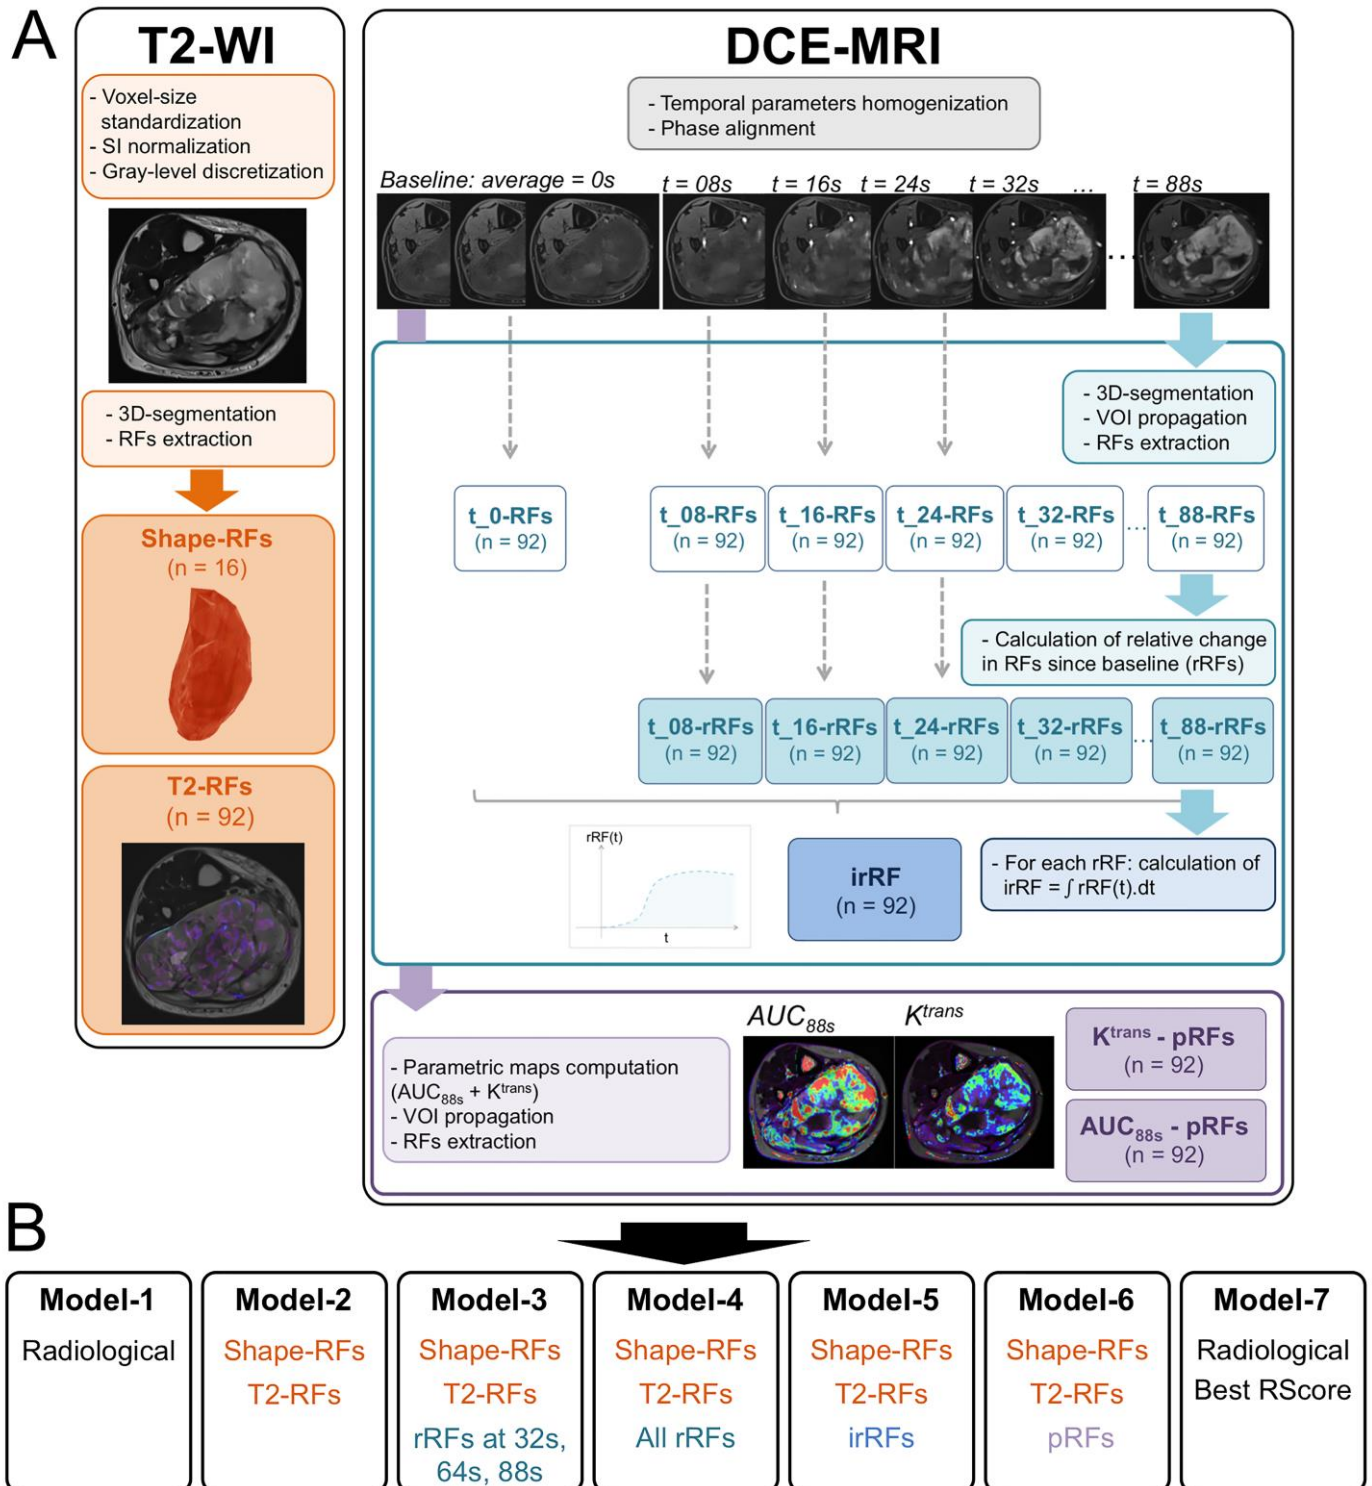 A
T2-WI
- Voxel-size
standardization
- SI normalization
- Gray-level discretization
- 3D-segmentation
- RFs extraction
Shape-RFs
(n = 16)
T2-RFs
(n = 92)
DCE-MRI
- Temporal parameters homogenization
- Phase alignment
Baseline: average = 0s
t = 08s
t = 16s
t = 24s
t = 32s
...
t = 88s
...
- 3D-segmentation
- VOI propagation
- RFs extraction
t_0-RFs
(n = 92)
t_08-RFs
(n = 92)
t_16-RFs
(n = 92)
t_24-RFs
(n = 92)
t_32-RFs
(n = 92)
...
t_88-RFs
(n = 92)
- Calculation of relative change
in RFs since baseline (rRFs)
t_08-rRFs
(n = 92)
t_16-rRFs
(n = 92)
t_24-rRFs
(n = 92)
t_32-rRFs
(n = 92)
...
t_88-rRFs
(n = 92)
rRF(t)
t
irRF
(n = 92)
- For each rRF: calculation of
irRF = ∫ rRF(t).dt
- Parametric maps computation
(AUC88s + Ktrans)
- VOI propagation
- RFs extraction
AUC88s
Ktrans
Ktrans - pRFs
(n = 92)
AUC88s - pRFs
(n = 92)
B
Model-1
Radiological
Model-2
Shape-RFs
T2-RFs
Model-3
Shape-RFs
T2-RFs
rRFs at 32s,
64s, 88s
Model-4
Shape-RFs
T2-RFs
All rRFs
Model-5
Shape-RFs
T2-RFs
irRFs
Model-6
Shape-RFs
T2-RFs
pRFs
Model-7
Radiological
Best RScore